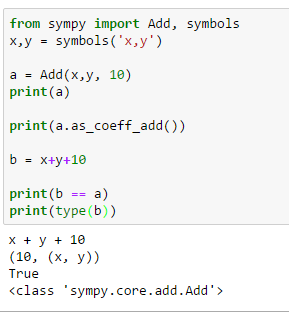 from sympy import Add, symbols
x,y = symbols('x,y')
a = Add(x,y, 10)
print(a)
print(a.as_coeff_add())
b = x+y+10
print(b == a)
print(type(b))
x + y + 10
(10, (x, y))
True
<class 'sympy.core.add.Add'>